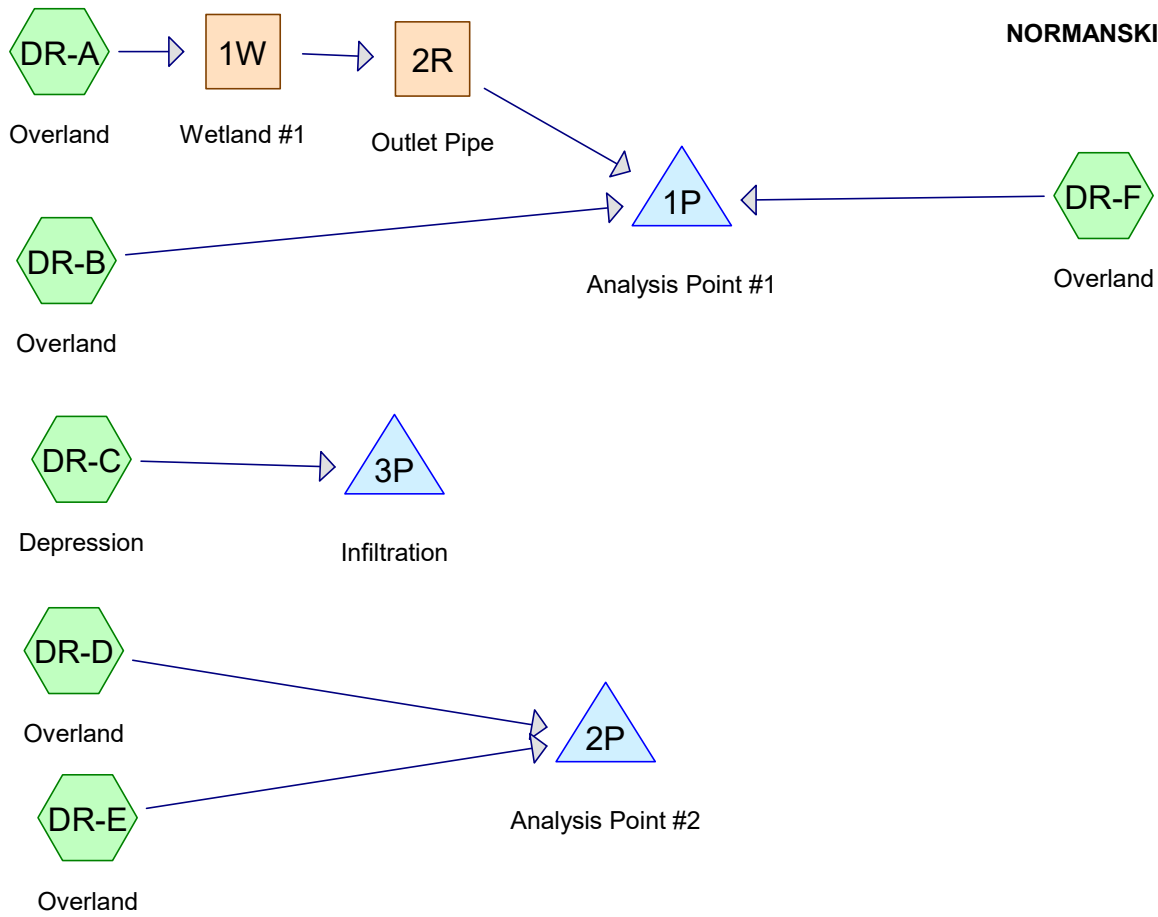 NORMANSKI
DR-A
1W
2R
Overland
Wetland #1
Outlet Pipe
1P
DR-F
DR-B
Analysis Point #1
Overland
Overland
DR-C
3P
Depression
Infiltration
DR-D
Overland
2P
DR-E
Analysis Point #2
Overland